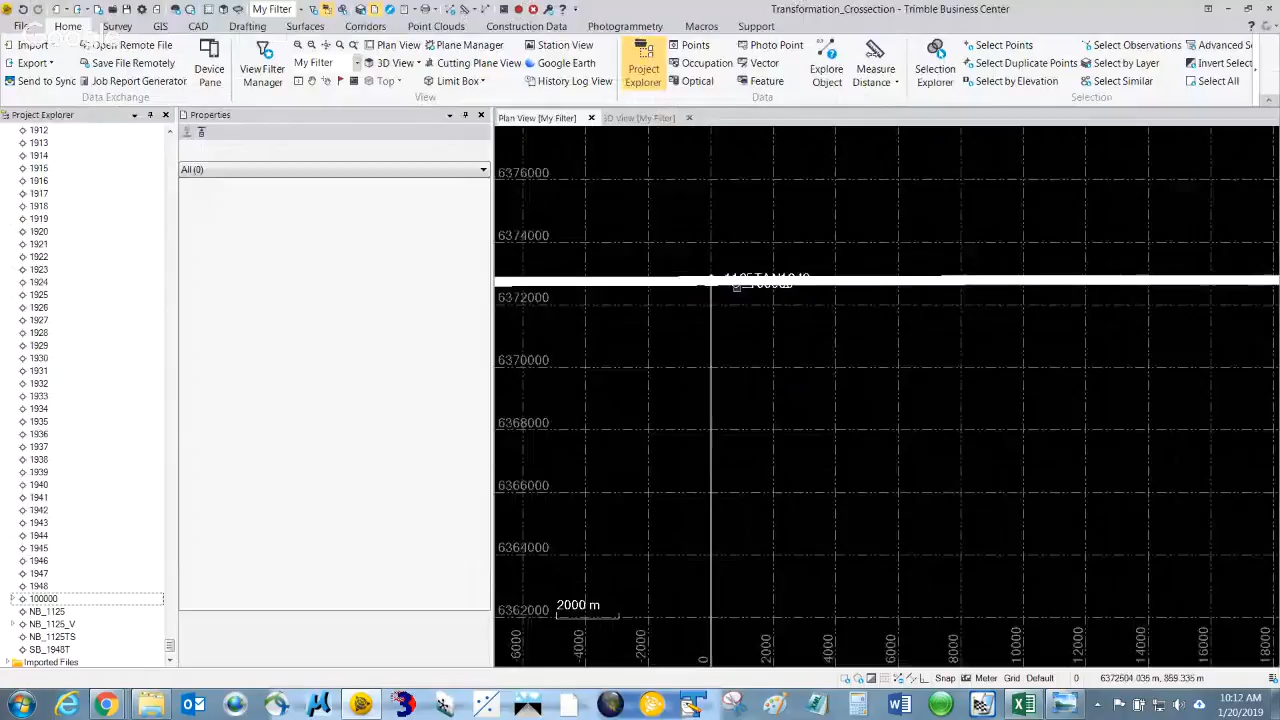 My Filter
Transformation_Crossection - Trimble Business Center
File Home Survey GIS CAD Drafting Surfaces Construction Data Corridors Point Clouds Photogrammetry Macros Support
Import Open Remote File
Export Save File Remotely
Send to Sync Job Report Generator
Device Pane
Data Exchange
View Filter Manager
My Filter
Plan View Plane Manager Station View
3D View Cutting Plane View Google Earth
Limit Box History Log View
View
Project Explorer
Points Photo Point
Occupation Vector
Optical Feature
Explore Object
Measure Distance
Data
Selection Explorer
Select Points Select Observations Advanced Se
Select Duplicate Points Select by Layer Invert Selec
Select by Elevation Select Similar Select All
Selection
Project Explorer
Properties
Plan View [My Filter]
3D View [My Filter]
All (0)
1912
1913
1914
1915
1916
1917
1918
1919
1920
1921
1922
1923
1924
1925
1926
1927
1928
1929
1930
1931
1932
1933
1934
1935
1936
1937
1938
1939
1940
1941
1942
1943
1944
1945
1946
1947
1948
100000
NB_1125
NB_1125_V
NB_1125TS
SB_1948T
Imported Files
6376000
6374000
6372000
6370000
6368000
6366000
6364000
6362000
2000 m
-6000 -4000 -2000 0 2000 4000 6000 8000 10000 12000 14000 16000 18000
Snap Meter Grid Default 0 6372504.035 m, 859.335 m
10:12 AM
1/20/2019